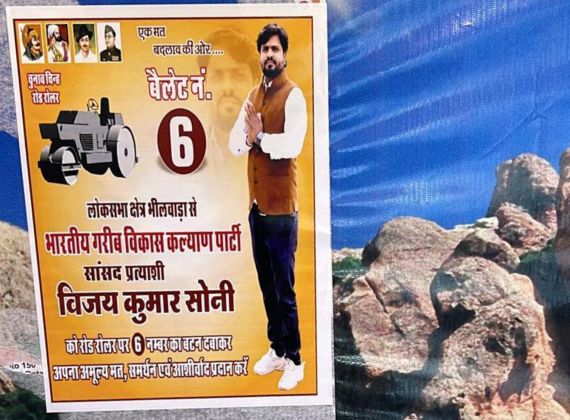 एक मत
बदलाव की ओर....
चुनाव चिन्ह
रोड रोलर
बैलेट नं.
6
लोकसभा क्षेत्र भीलवाड़ा से
भारतीय गरीब विकास कल्याण पार्टी
सांसद प्रत्याशी
विजय कुमार सोनी
को रोड रोलर पर 6 नम्बर का बटन दबाकर
अपना अमूल्य मत, समर्थन एवं आशीर्वाद प्रदान करें